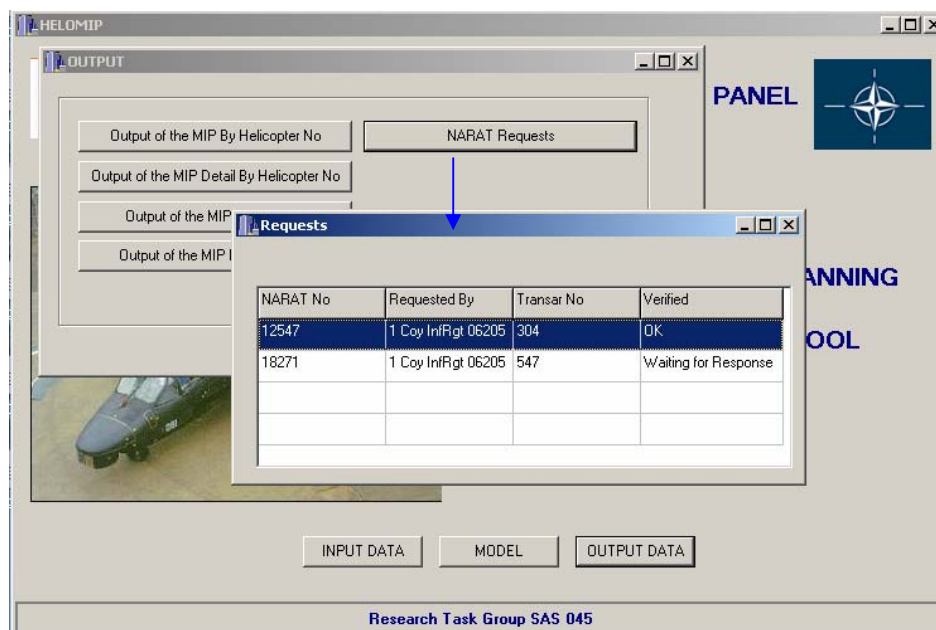 HELOMIP
OUTPUT
PANEL
Output of the MIP By Helicopter No
NARAT Requests
Output of the MIP Detail By Helicopter No
Output of the MIP
Output of the MIP
Requests
ANNING
OOL
NARAT No Requested By Transar No Verified
12547 1 Coy InfRgt 06205 304 OK
18271 1 Coy InfRgt 06205 547 Waiting for Response
INPUT DATA MODEL OUTPUT DATA
Research Task Group SAS 045